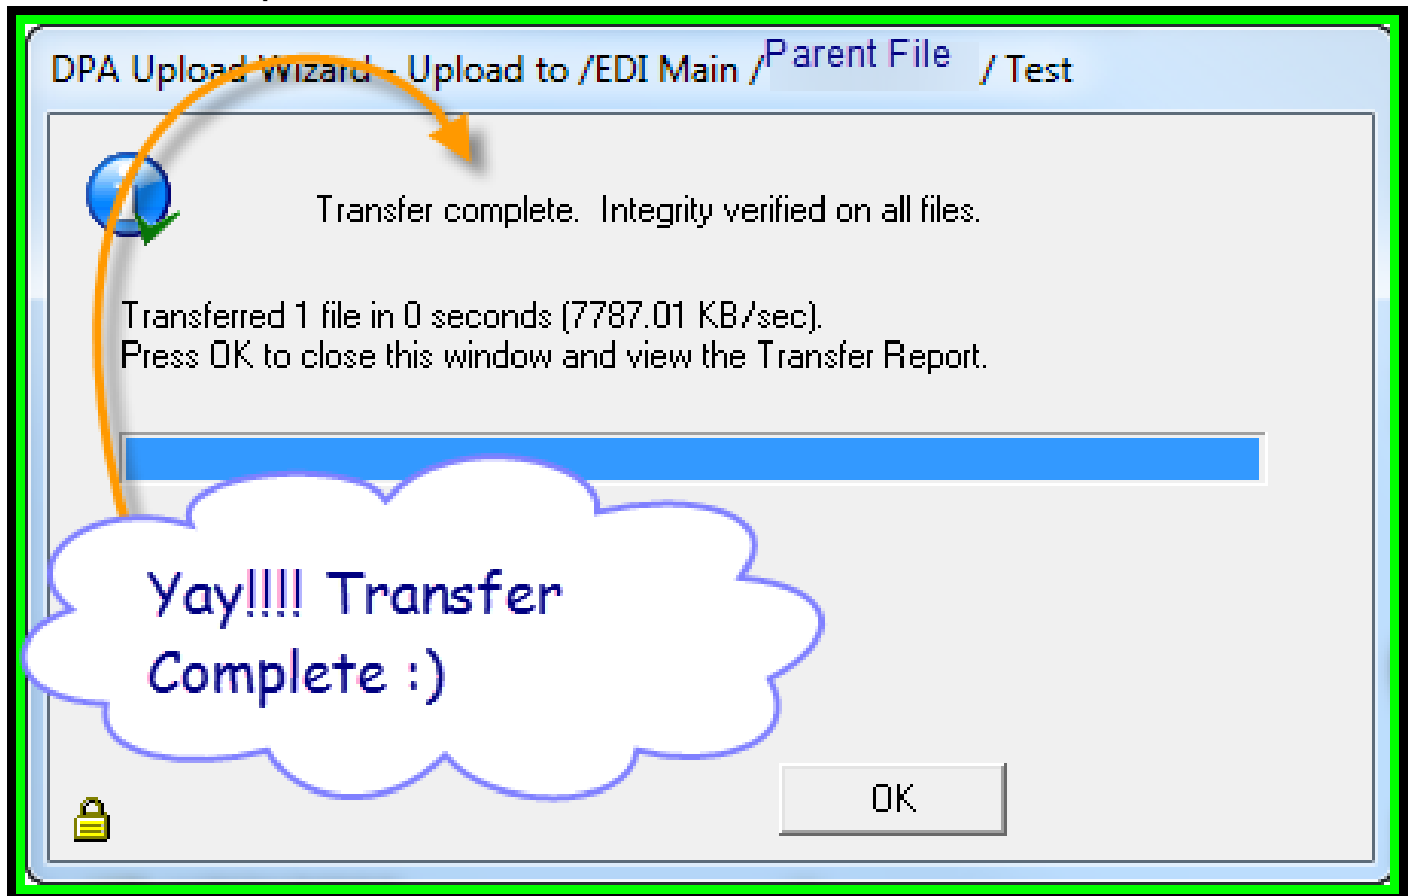 DPA Upload Wizard - Upload to /EDI Main /Parent File / Test
Transfer complete. Integrity verified on all files.
Transferred 1 file in 0 seconds (7787.01 KB/sec).
Press OK to close this window and view the Transfer Report.
Yay!!!! Transfer
Complete :)
OK